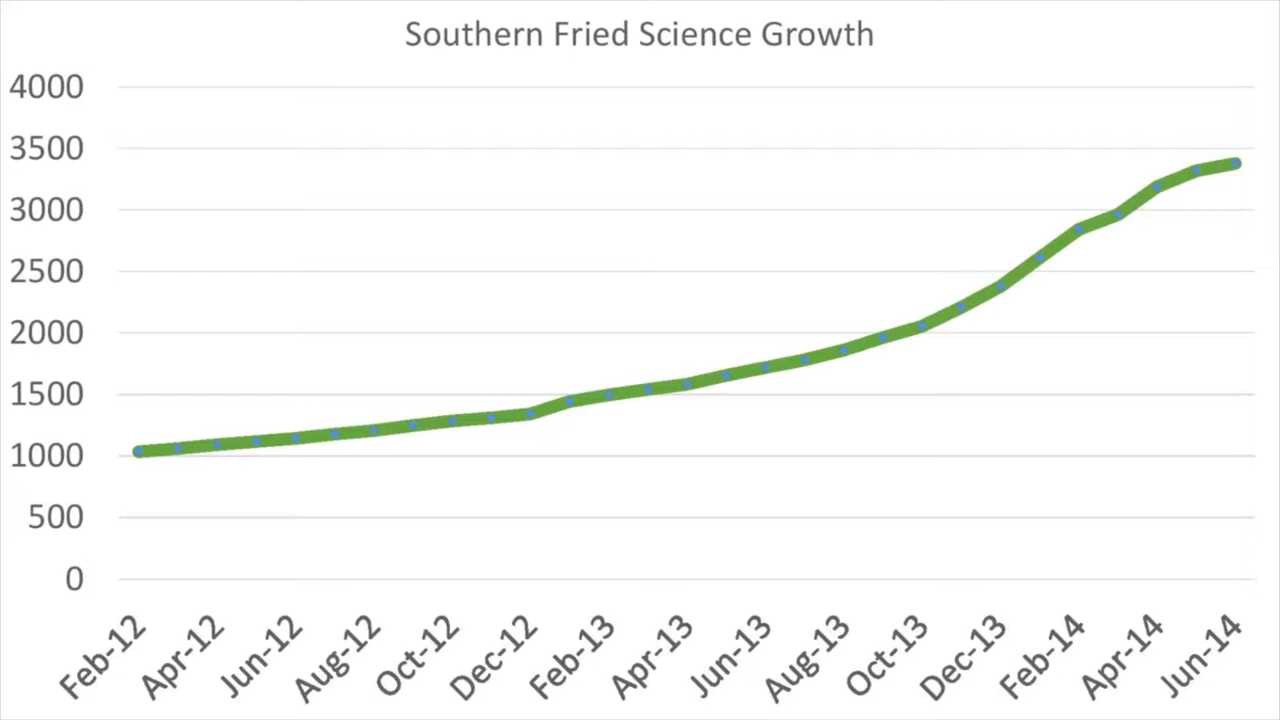 Southern Fried Science Growth
4000
3500
3000
2500
2000
1500
1000
500
0
Feb-12
Apr-12
Jun-12
Aug-12
Oct-12
Dec-12
Feb-13
Apr-13
Jun-13
Aug-13
Oct-13
Dec-13
Feb-14
Apr-14
Jun-14